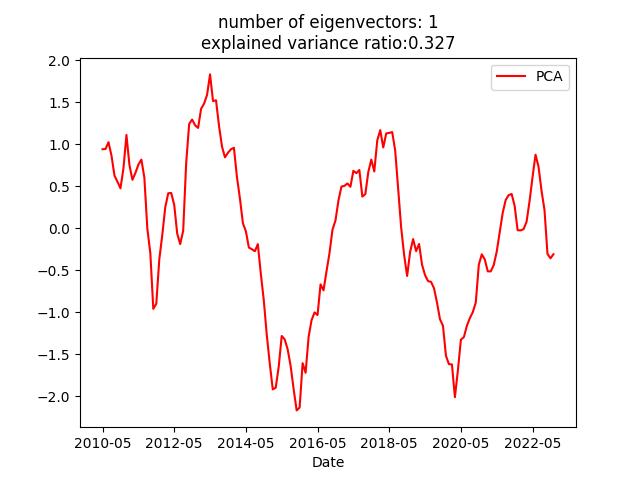 number of eigenvectors: 1
explained variance ratio:0.327
PCA
2.0
1.5
1.0
0.5
0.0
−0.5
−1.0
−1.5
−2.0
2010-05 2012-05 2014-05 2016-05 2018-05 2020-05 2022-05
Date